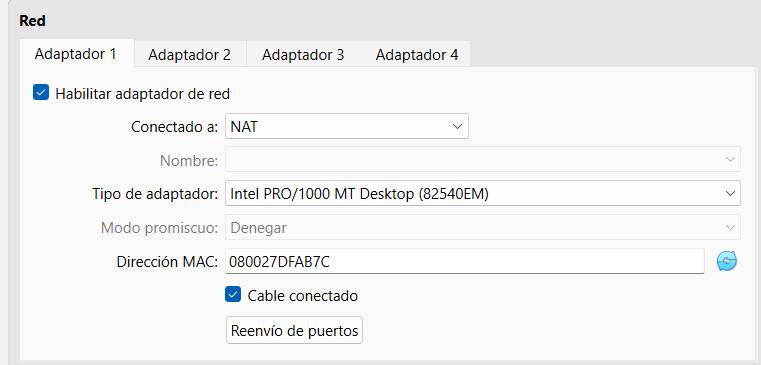 Red
Adaptador 1 Adaptador 2 Adaptador 3 Adaptador 4
Habilitar adaptador de red
Conectado a: NAT
Nombre:
Tipo de adaptador: Intel PRO/1000 MT Desktop (82540EM)
Modo promiscuo: Denegar
Dirección MAC: 080027DFAB7C
Cable conectado
Reenvío de puertos